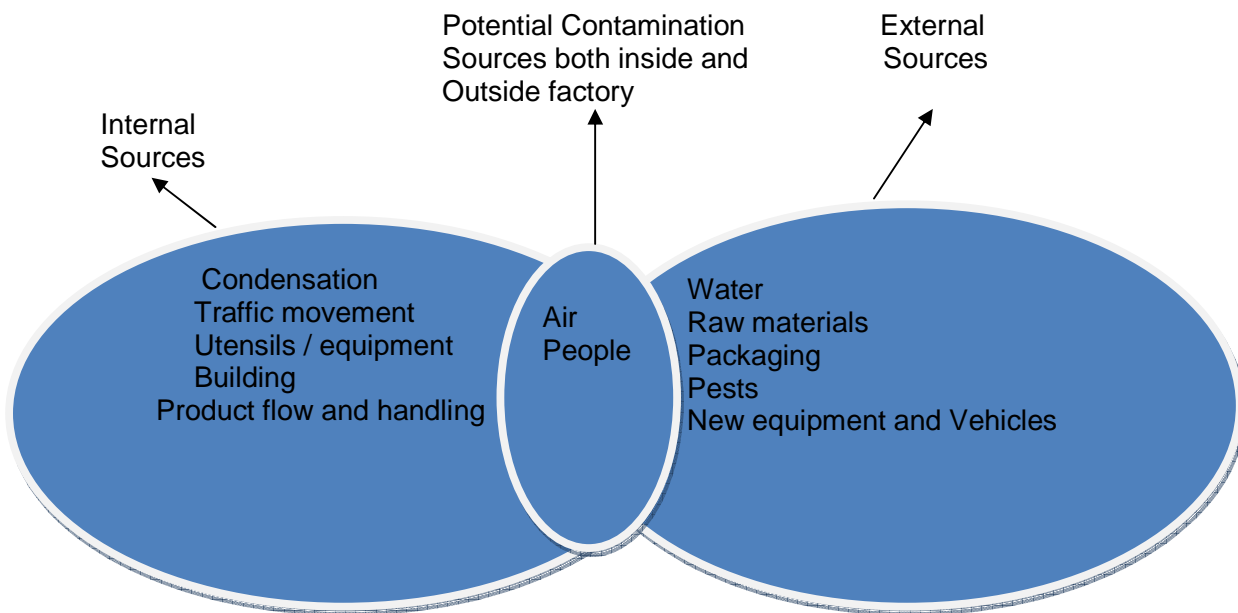 Potential Contamination
Sources both inside and
Outside factory
External
Sources
Internal
Sources
Condensation
Traffic movement
Utensils / equipment
Building
Product flow and handling
Air
People
Water
Raw materials
Packaging
Pests
New equipment and Vehicles